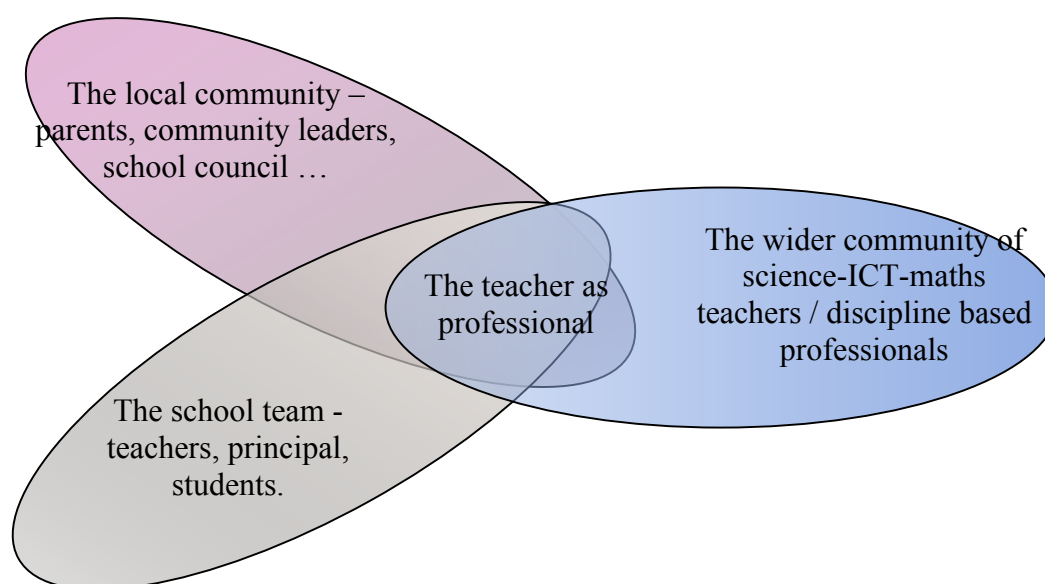 The local community –
parents, community leaders,
school council …
The teacher as
professional
The wider community of
science-ICT-maths
teachers / discipline based
professionals
The school team -
teachers, principal,
students.